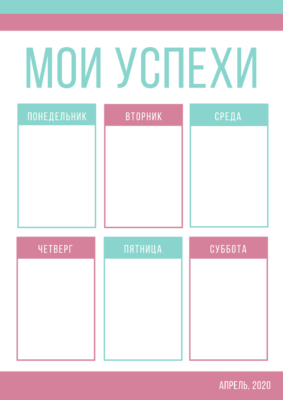 МОИ УСПЕХИ
ПОНЕДЕЛЬНИК ВТОРНИК СРЕДА
ЧЕТВЕРГ ПЯТНИЦА СУББОТА
АПРЕЛЬ, 2020